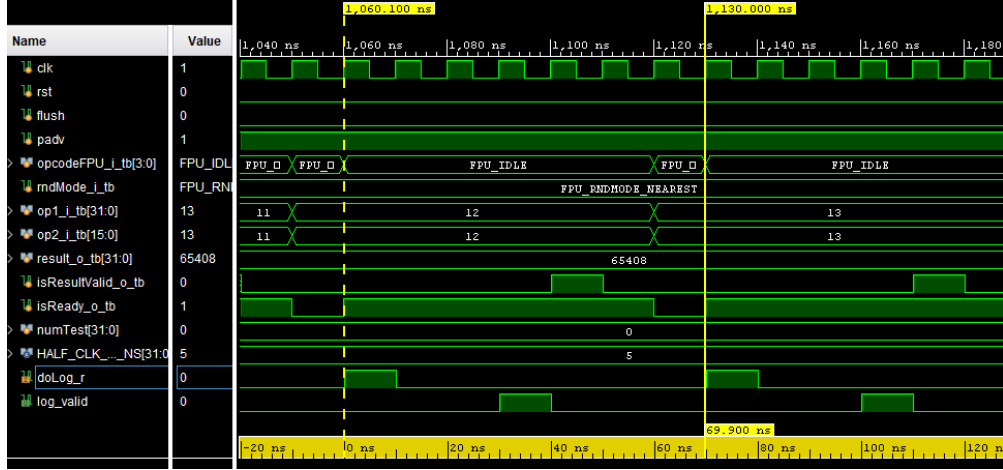 1,060.100 ns 1,130.000 ns
Name Value 1,040 ns 1,060 ns 1,080 ns 1,100 ns 1,120 ns 1,140 ns 1,160 ns 1,180
clk 1
rst 0
flush 0
padv 1
opcodeFPU_i_tb[3:0] FPU_IDL FPU_□ FPU_□ FPU_IDLE FPU_□ FPU_IDLE
rndMode_i_tb FPU_RNI FPU_RNDMODE_NEAREST
op1_i_tb[31:0] 13 11 12 13
op2_i_tb[15:0] 13 11 12 13
result_o_tb[31:0] 65408 65408
isResultValid_o_tb 0
isReady_o_tb 1
numTest[31:0] 0 0
HALF_CLK_..._NS[31:0 5 5
doLog_r 0
log_valid 0
69.900 ns
-20 ns 0 ns 20 ns 40 ns 60 ns 80 ns 100 ns 120 n